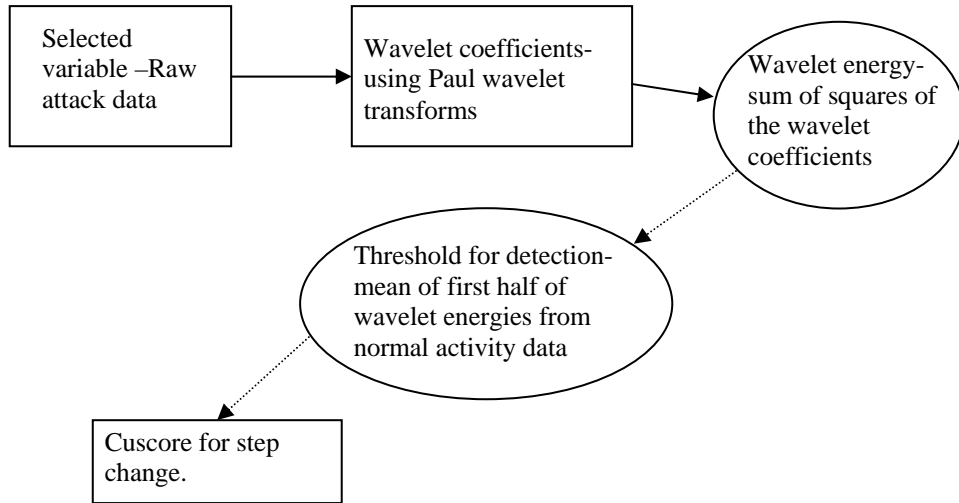 Selected
variable –Raw
attack data
Wavelet coefficients-
using Paul wavelet
transforms
Wavelet energy-
sum of squares of
the wavelet
coefficients
Threshold for detection-
mean of first half of
wavelet energies from
normal activity data
Cuscore for step
change.